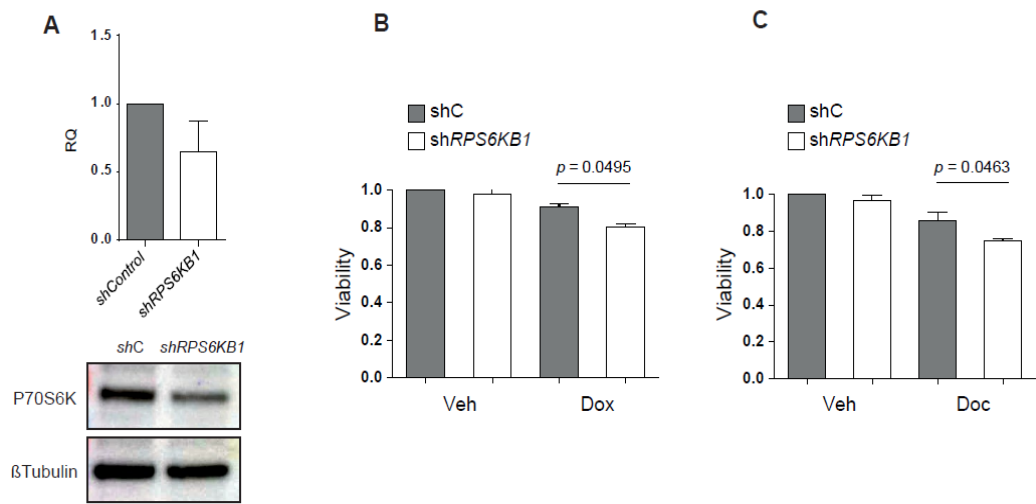 A
1.5
1.0
0.5
0.0
RQ
shControl
shRPS6KB1
shC shRPS6KB1
P70S6K
ßTubulin
B
shC
shRPS6KB1
p = 0.0495
1.0
0.8
0.6
0.4
0.2
0.0
Viability
Veh Dox
C
shC
shRPS6KB1
p = 0.0463
1.0
0.8
0.6
0.4
0.2
0.0
Viability
Veh Doc